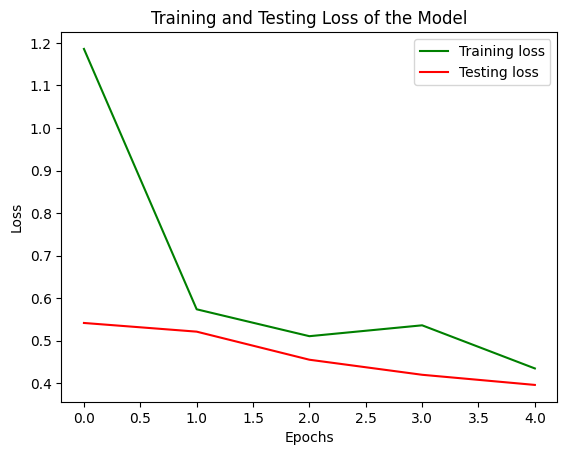 Training and Testing Loss of the Model
Training loss
Testing loss
1.2
1.1
1.0
0.9
0.8
0.7
0.6
0.5
0.4
Loss
0.0 0.5 1.0 1.5 2.0 2.5 3.0 3.5 4.0
Epochs